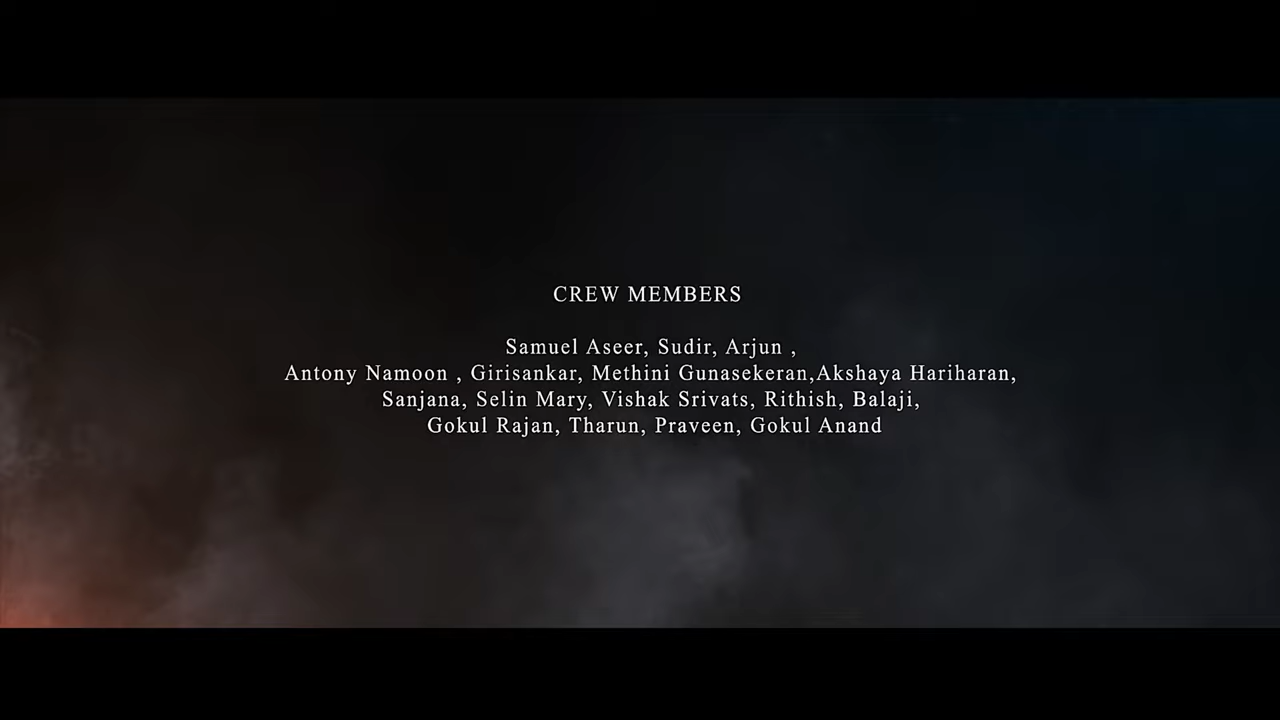 CREW MEMBERS
Samuel Aseer, Sudir, Arjun ,
Antony Namoon , Girisankar, Methini Gunasekeran,Akshaya Hariharan,
Sanjana, Selin Mary, Vishak Srivats, Rithish, Balaji,
Gokul Rajan, Tharun, Praveen, Gokul Anand